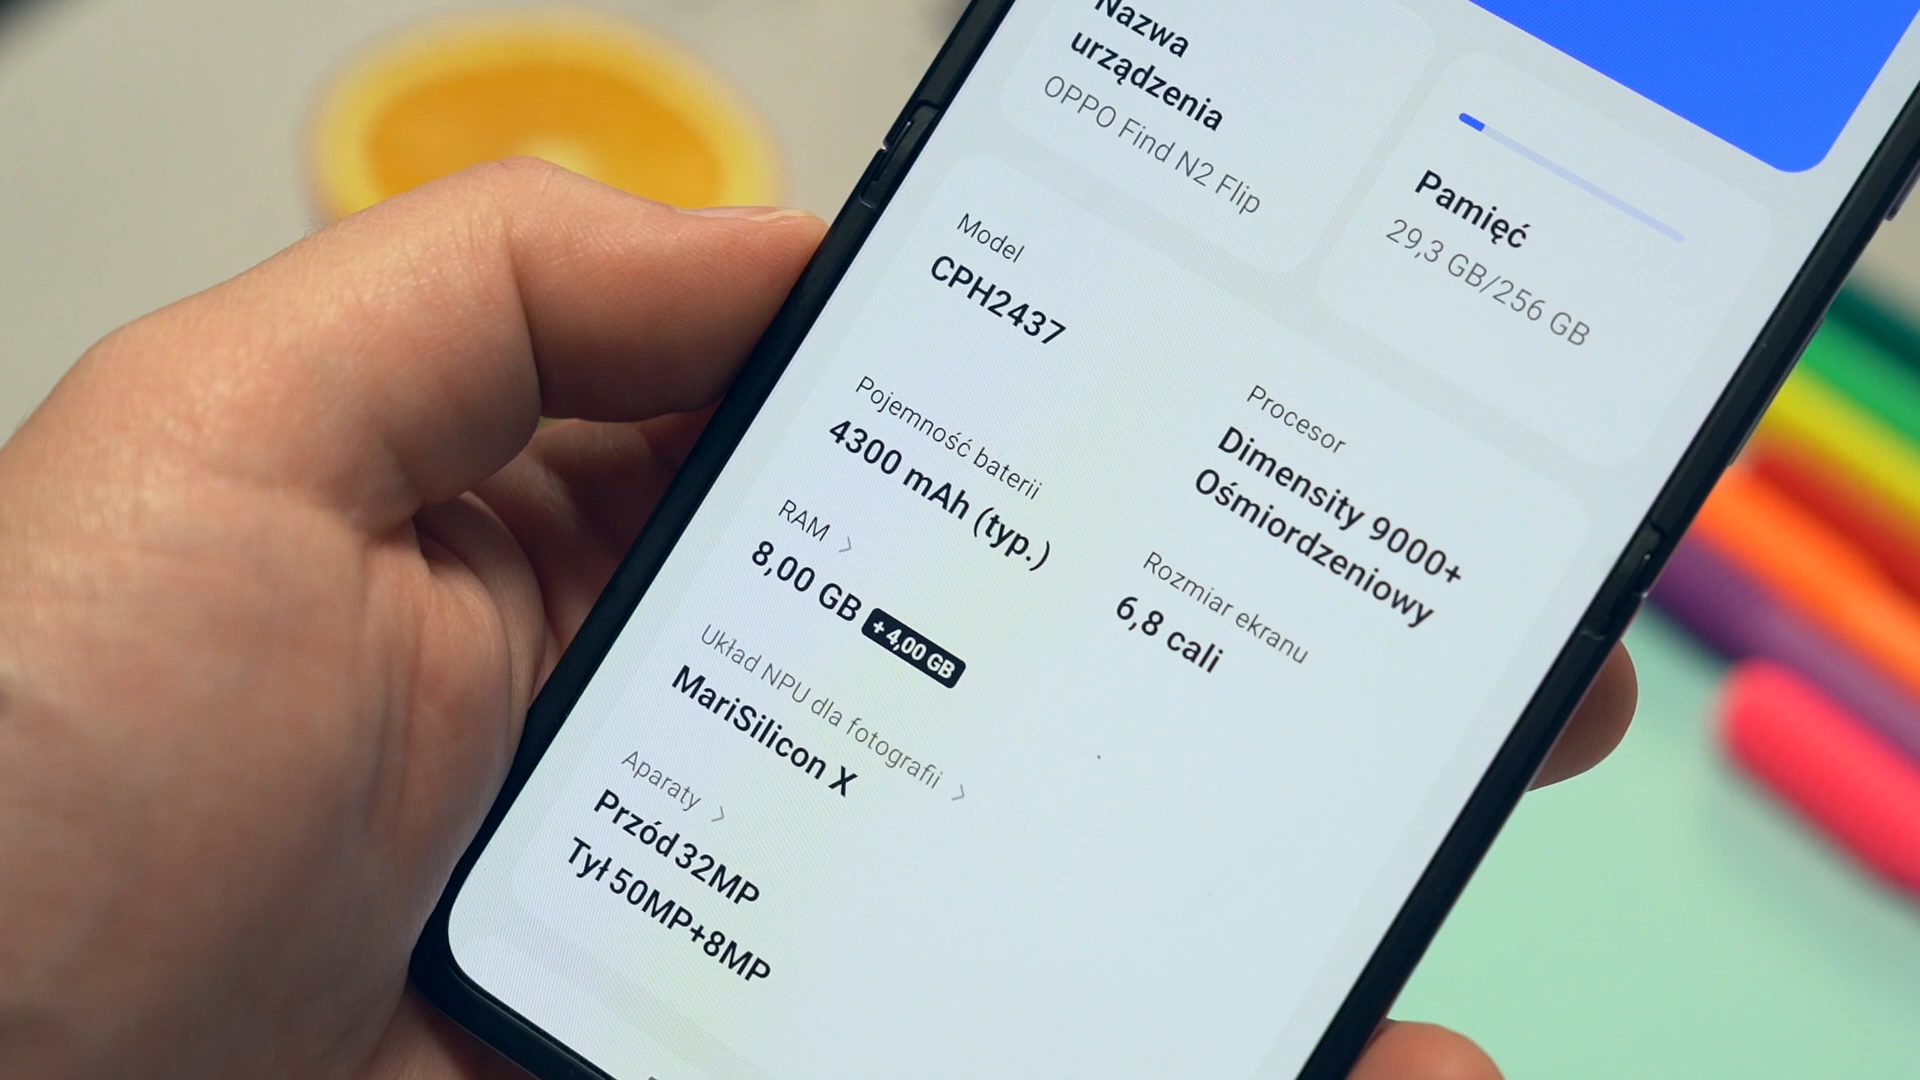 Nazwa
urządzenia
OPPO Find N2 Flip
Pamięć
29,3 GB/256 GB
Model
CPH2437
Pojemność baterii
4300 mAh (typ.)
Procesor
Dimensity 9000+
Ośmiordzeniowy
RAM >
8,00 GB +4,00 GB
Rozmiar ekranu
6,8 cali
Układ NPU dla fotografii >
MariSilicon X
Aparaty >
Przód 32MP
Tył 50MP+8MP